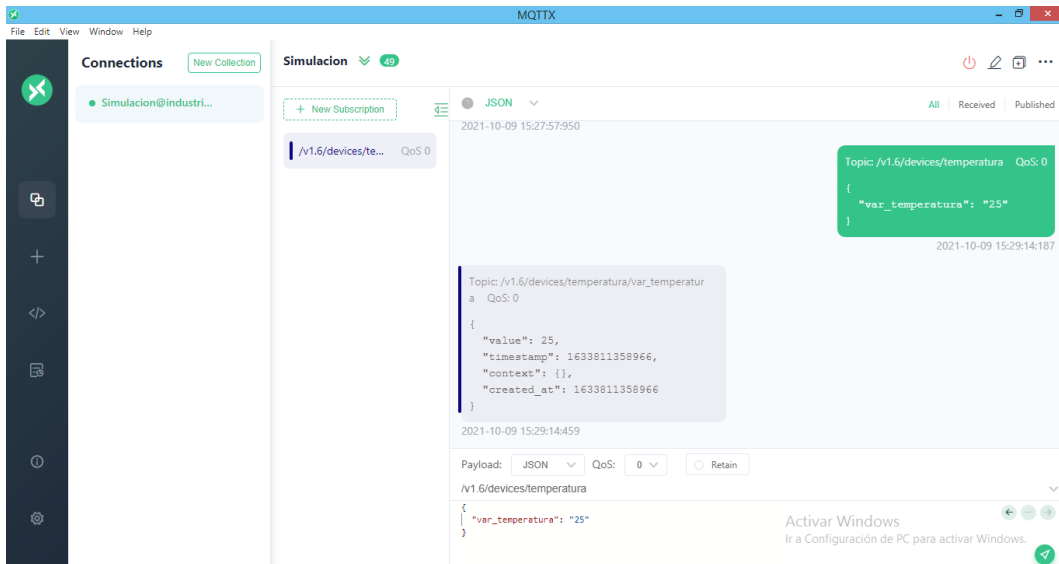 MQTTX
File Edit View Window Help
Connections
New Collection
Simulacion@industri...
Simulacion 49
+ New Subscription
/v1.6/devices/te... QoS 0
JSON
All Received Published
2021-10-09 15:27:57:950
Topic: /v1.6/devices/temperatura QoS: 0
{
"var_temperatura": "25"
}
2021-10-09 15:29:14:187
Topic: /v1.6/devices/temperatura/var_temperatur
a QoS: 0
{
"value": 25,
"timestamp": 1633811358966,
"context": {},
"created_at": 1633811358966
}
2021-10-09 15:29:14:459
Payload: JSON QoS: 0 Retain
/v1.6/devices/temperatura
{
"var_temperatura": "25"
}
Activar Windows
Ir a Configuración de PC para activar Windows.